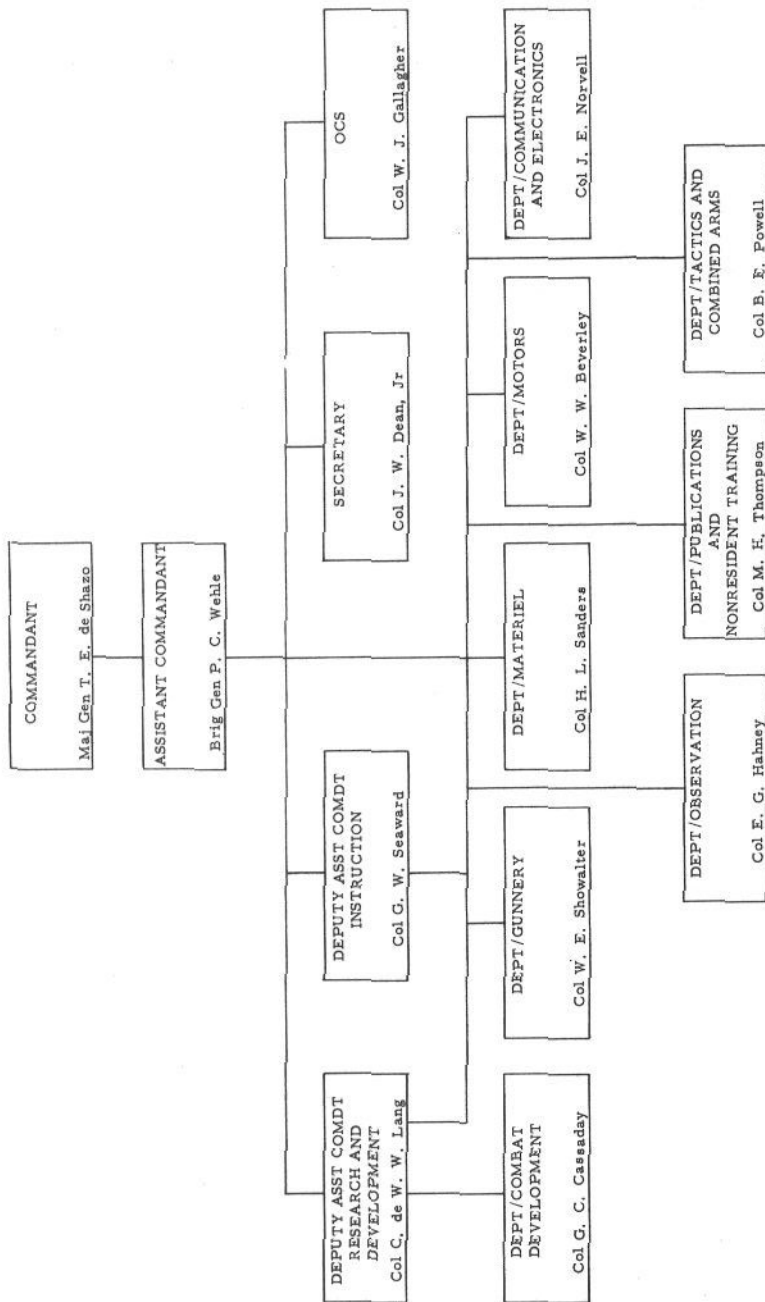 COMMANDANT
Maj Gen T. E. de Shazo
ASSISTANT COMMANDANT
Brig Gen P. C. Wehle
DEPUTY ASST COMDT
RESEARCH AND
DEVELOPMENT
Col C. de W. W. Lang
DEPUTY ASST COMDT
INSTRUCTION
Col G. W. Seaward
SECRETARY
Col J. W. Dean, Jr
OCS
Col W. J. Gallagher
DEPT/COMBAT
DEVELOPMENT
Col G. C. Cassaday
DEPT/GUNNERY
Col W. E. Showalter
DEPT/MATERIEL
Col H. L. Sanders
DEPT/MOTORS
Col W. W. Beverley
DEPT/COMMUNICATION
AND ELECTRONICS
Col J. E. Norvell
DEPT/OBSERVATION
Col E. G. Hahney
DEPT/PUBLICATIONS
AND
NONRESIDENT TRAINING
Col M. H. Thompson
DEPT/TACTICS AND
COMBINED ARMS
Col B. E. Powell